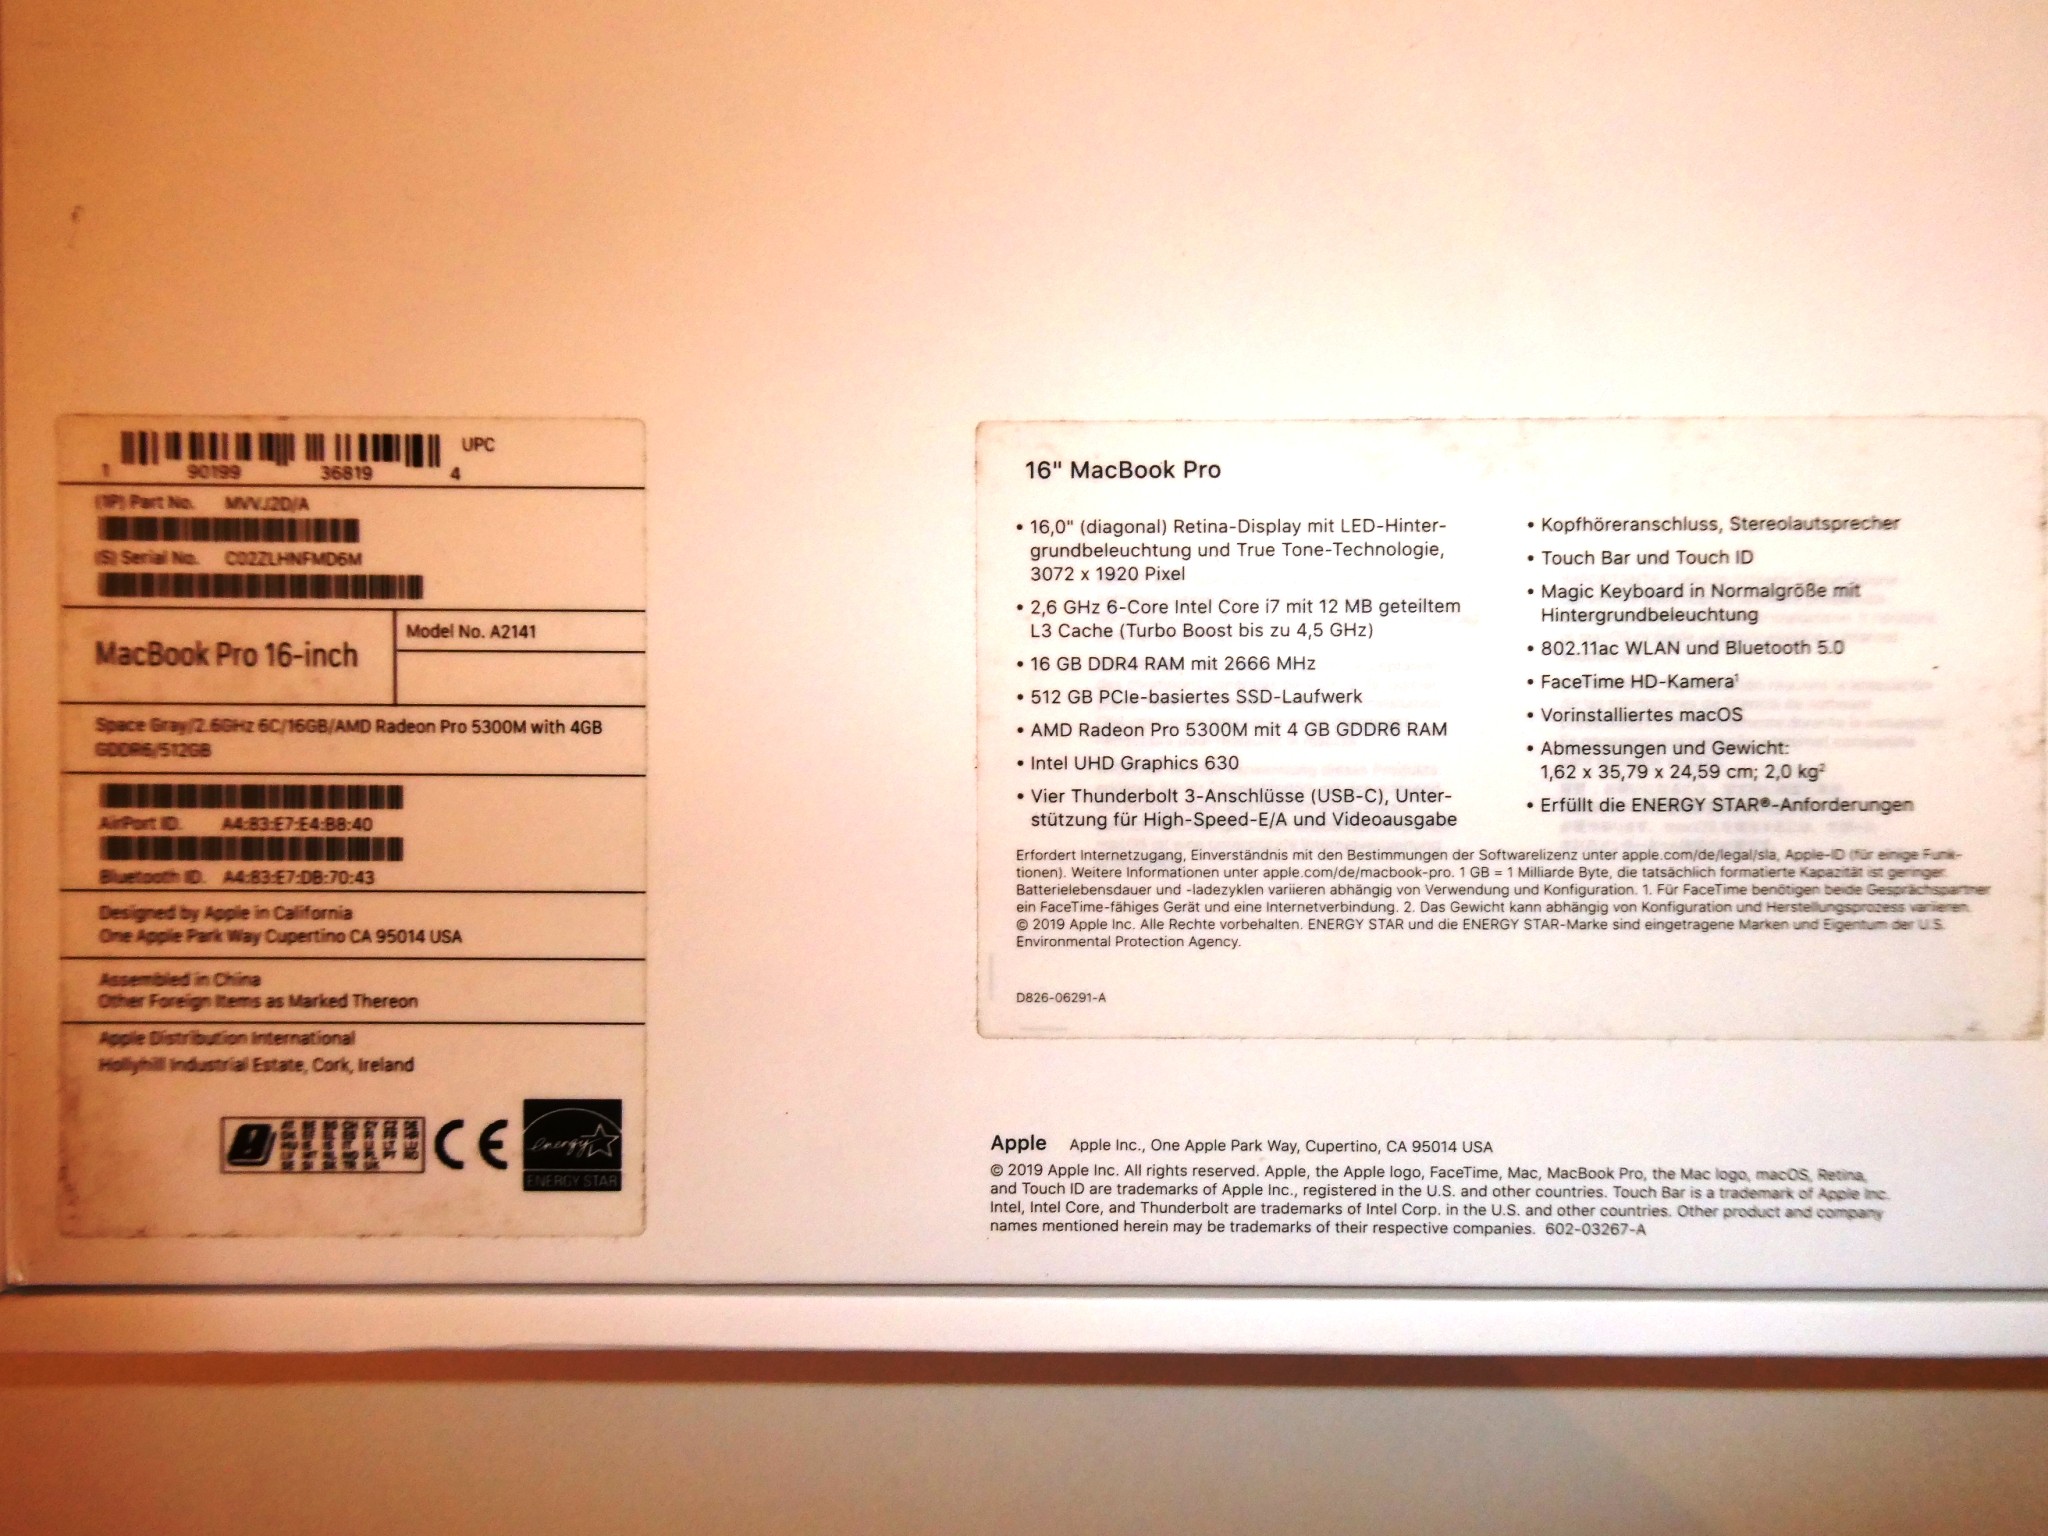 UPC
1 90199 36819 4
(1P) Part No. MVVJ2D/A
(S) Serial No. C02ZLHNFMD6M
MacBook Pro 16-inch
Model No. A2141
Space Gray/2.6GHz 6C/16GB/AMD Radeon Pro 5300M with 4GB
GDDR6/512GB
AirPort ID. A4:83:E7:E4:B8:40
Bluetooth ID. A4:83:E7:DB:70:43
Designed by Apple in California
One Apple Park Way Cupertino CA 95014 USA
Assembled in China
Other Foreign Items as Marked Thereon
Apple Distribution International
Hollyhill Industrial Estate, Cork, Ireland
CE
energy
ENERGY STAR
16" MacBook Pro
• 16,0" (diagonal) Retina-Display mit LED-Hinter-
grundbeleuchtung und True Tone-Technologie,
3072 x 1920 Pixel
• 2,6 GHz 6-Core Intel Core i7 mit 12 MB geteiltem
L3 Cache (Turbo Boost bis zu 4,5 GHz)
• 16 GB DDR4 RAM mit 2666 MHz
• 512 GB PCIe-basiertes SSD-Laufwerk
• AMD Radeon Pro 5300M mit 4 GB GDDR6 RAM
• Intel UHD Graphics 630
• Vier Thunderbolt 3-Anschlüsse (USB-C), Unter-
stützung für High-Speed-E/A und Videoausgabe
• Kopfhöreranschluss, Stereolautsprecher
• Touch Bar und Touch ID
• Magic Keyboard in Normalgröße mit
Hintergrundbeleuchtung
• 802.11ac WLAN und Bluetooth 5.0
• FaceTime HD-Kamera¹
• Vorinstalliertes macOS
• Abmessungen und Gewicht:
1,62 x 35,79 x 24,59 cm; 2,0 kg²
• Erfüllt die ENERGY STAR®-Anforderungen
Erfordert Internetzugang, Einverständnis mit den Bestimmungen der Softwarelizenz unter apple.com/de/legal/sla, Apple-ID (für einige Funk-
tionen). Weitere Informationen unter apple.com/de/macbook-pro. 1 GB = 1 Milliarde Byte, die tatsächlich formatierte Kapazität ist geringer.
Batterielebensdauer und -ladezyklen variieren abhängig von Verwendung und Konfiguration. 1. Für FaceTime benötigen beide Gesprächspartner
ein FaceTime-fähiges Gerät und eine Internetverbindung. 2. Das Gewicht kann abhängig von Konfiguration und Herstellungsprozess variieren.
© 2019 Apple Inc. Alle Rechte vorbehalten. ENERGY STAR und die ENERGY STAR-Marke sind eingetragene Marken und Eigentum der U.S.
Environmental Protection Agency.
D826-06291-A
Apple Apple Inc., One Apple Park Way, Cupertino, CA 95014 USA
© 2019 Apple Inc. All rights reserved. Apple, the Apple logo, FaceTime, Mac, MacBook Pro, the Mac logo, macOS, Retina,
and Touch ID are trademarks of Apple Inc., registered in the U.S. and other countries. Touch Bar is a trademark of Apple Inc.
Intel, Intel Core, and Thunderbolt are trademarks of Intel Corp. in the U.S. and other countries. Other product and company
names mentioned herein may be trademarks of their respective companies. 602-03267-A